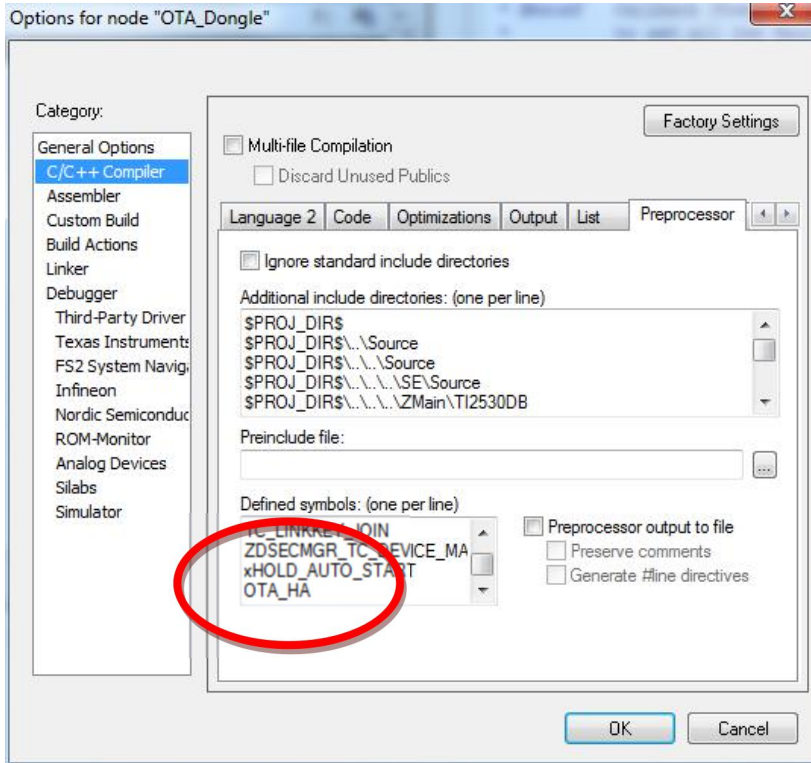 Options for node "OTA_Dongle"
Category:
General Options
C/C++ Compiler
Assembler
Custom Build
Build Actions
Linker
Debugger
Third-Party Driver
Texas Instruments
FS2 System Naviga
Infineon
Nordic Semiconduc
ROM-Monitor
Analog Devices
Silabs
Simulator
Factory Settings
Multi-file Compilation
Discard Unused Publics
Language 2 Code Optimizations Output List Preprocessor
Ignore standard include directories
Additional include directories: (one per line)
$PROJ_DIR$
$PROJ_DIR$\..\Source
$PROJ_DIR$\..\..\Source
$PROJ_DIR$\..\..\..\SE\Source
$PROJ_DIR$\..\..\..\ZMain\TI2530DB
Preinclude file:
...
Defined symbols: (one per line)
TC_LINKKEY_JOIN
ZDSECMGR_TC_DEVICE_MA
xHOLD_AUTO_START
OTA_HA
Preprocessor output to file
Preserve comments
Generate #line directives
OK Cancel